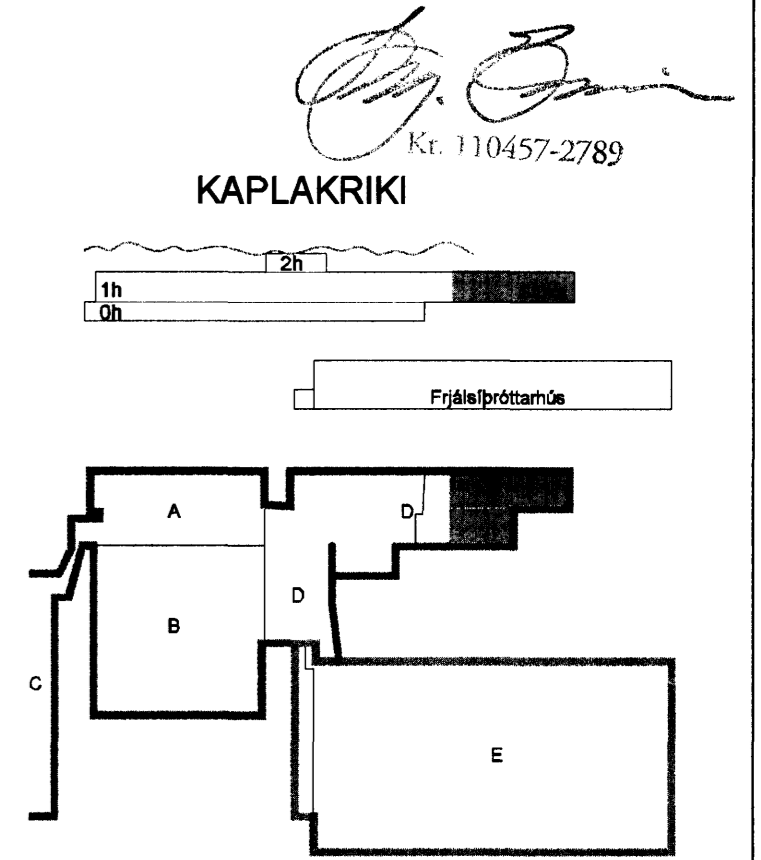 Kt. 110457-2789
KAPLAKRIKI
2h
1h
0h
Frjálsíþróttarhús
A
D
D
B
C
E